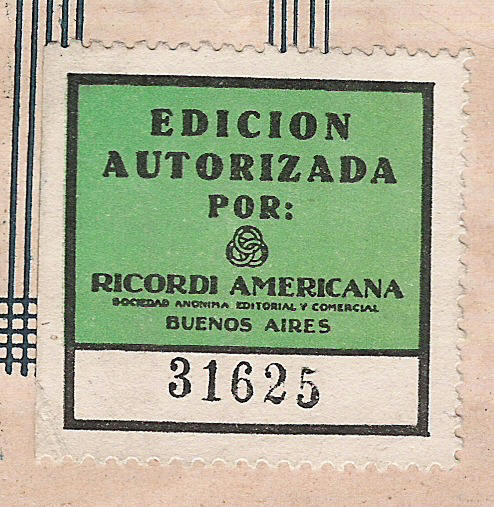 EDICION
AUTORIZADA
POR:
RICORDI AMERICANA
SOCIEDAD ANONIMA EDITORIAL Y COMERCIAL
BUENOS AIRES
31625